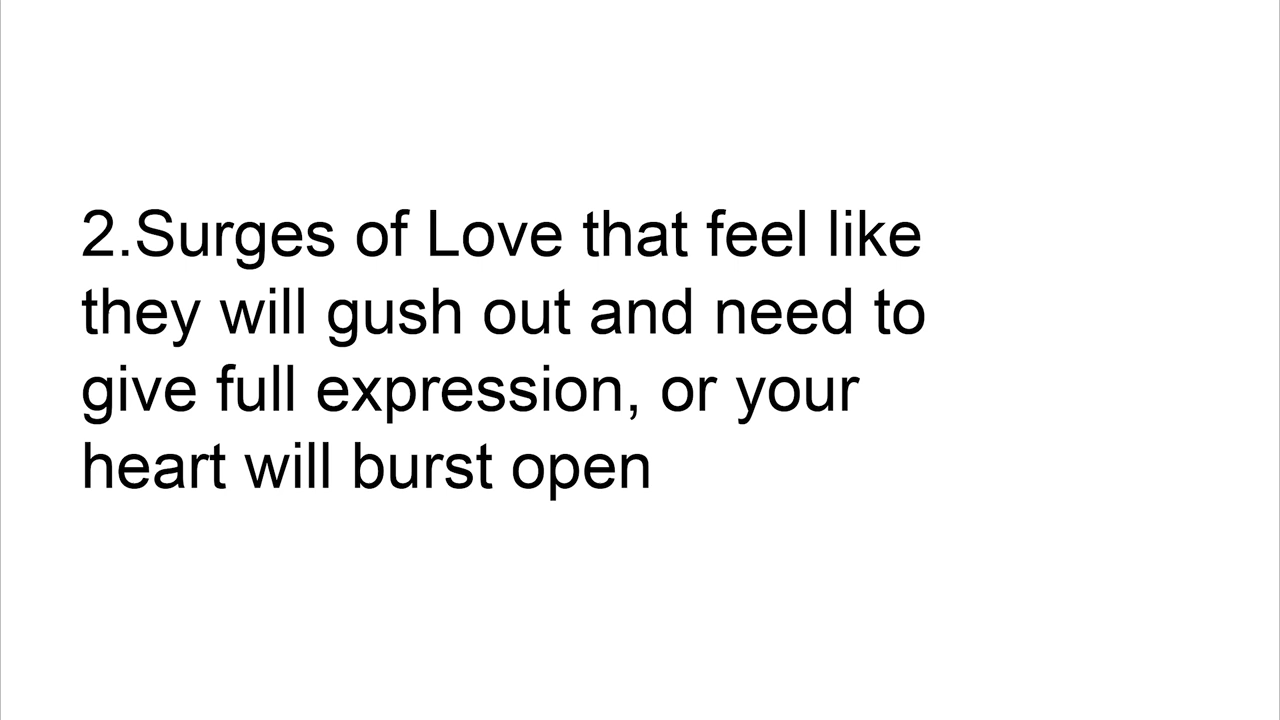 2.Surges of Love that feel like
they will gush out and need to
give full expression, or your
heart will burst open